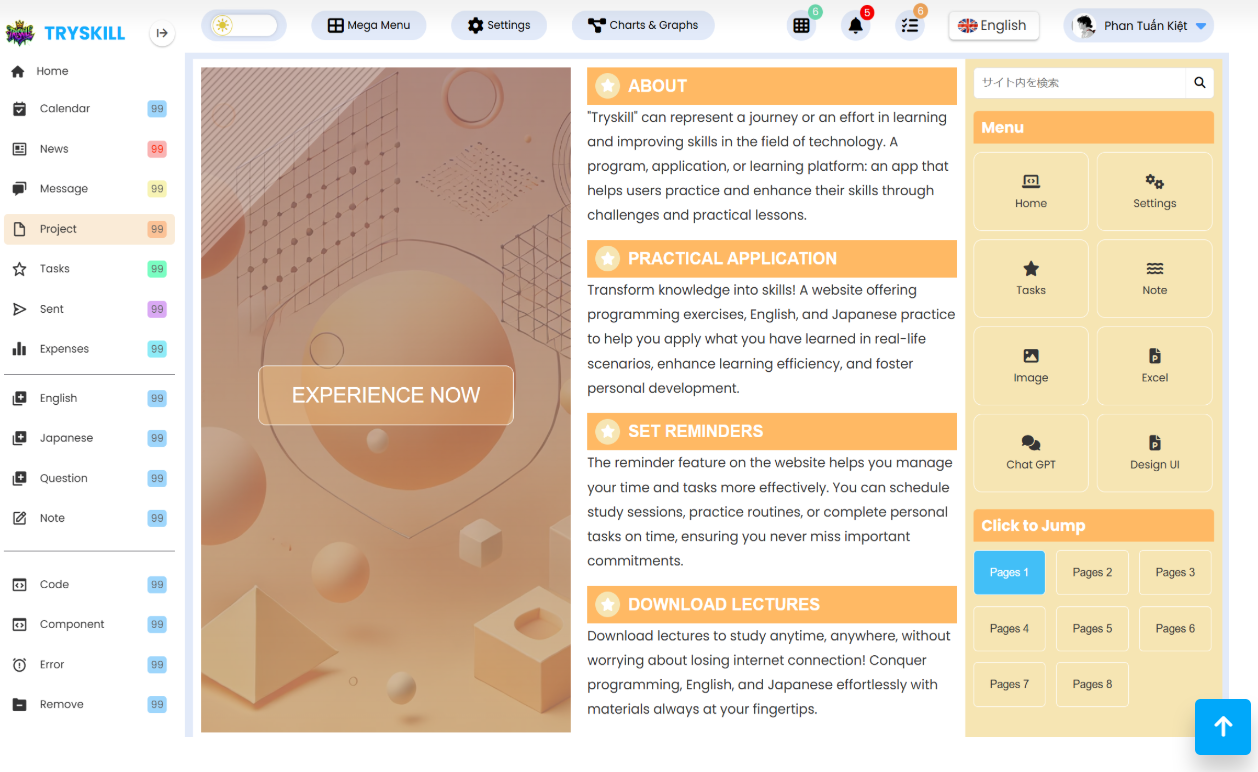 TRYSKILL
Mega Menu
Settings
Charts & Graphs
6
5
6
English
Phan Tuấn Kiệt
Home
Calendar 99
News 99
Message 99
Project 99
Tasks 99
Sent 99
Expenses 99
English 99
Japanese 99
Question 99
Note 99
Code 99
Component 99
Error 99
Remove 99
EXPERIENCE NOW
ABOUT
"Tryskill" can represent a journey or an effort in learning
and improving skills in the field of technology. A
program, application, or learning platform: an app that
helps users practice and enhance their skills through
challenges and practical lessons.
PRACTICAL APPLICATION
Transform knowledge into skills! A website offering
programming exercises, English, and Japanese practice
to help you apply what you have learned in real-life
scenarios, enhance learning efficiency, and foster
personal development.
SET REMINDERS
The reminder feature on the website helps you manage
your time and tasks more effectively. You can schedule
study sessions, practice routines, or complete personal
tasks on time, ensuring you never miss important
commitments.
DOWNLOAD LECTURES
Download lectures to study anytime, anywhere, without
worrying about losing internet connection! Conquer
programming, English, and Japanese effortlessly with
materials always at your fingertips.
サイト内を検索
Menu
Home
Settings
Tasks
Note
Image
Excel
Chat GPT
Design UI
Click to Jump
Pages 1
Pages 2
Pages 3
Pages 4
Pages 5
Pages 6
Pages 7
Pages 8